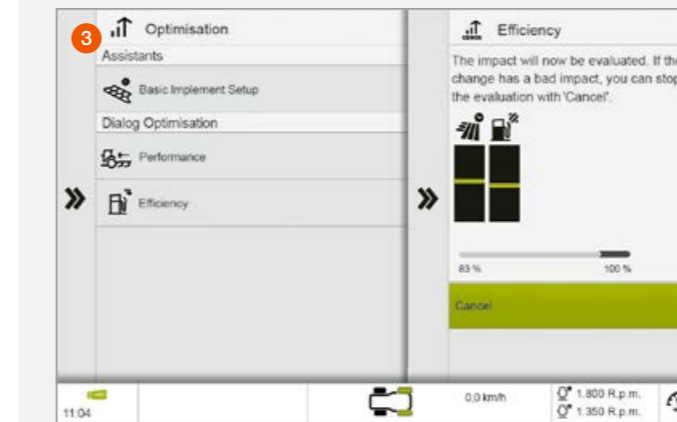 3
Optimisation
Assistants
Basic Implement Setup
Dialog Optimisation
Performance
Efficiency
Efficiency
The impact will now be evaluated. If the
change has a bad impact, you can stop
the evaluation with 'Cancel'.
83 %
100 %
Cancel
11:04
0,0 km/h
1.800 R.p.m.
1.350 R.p.m.